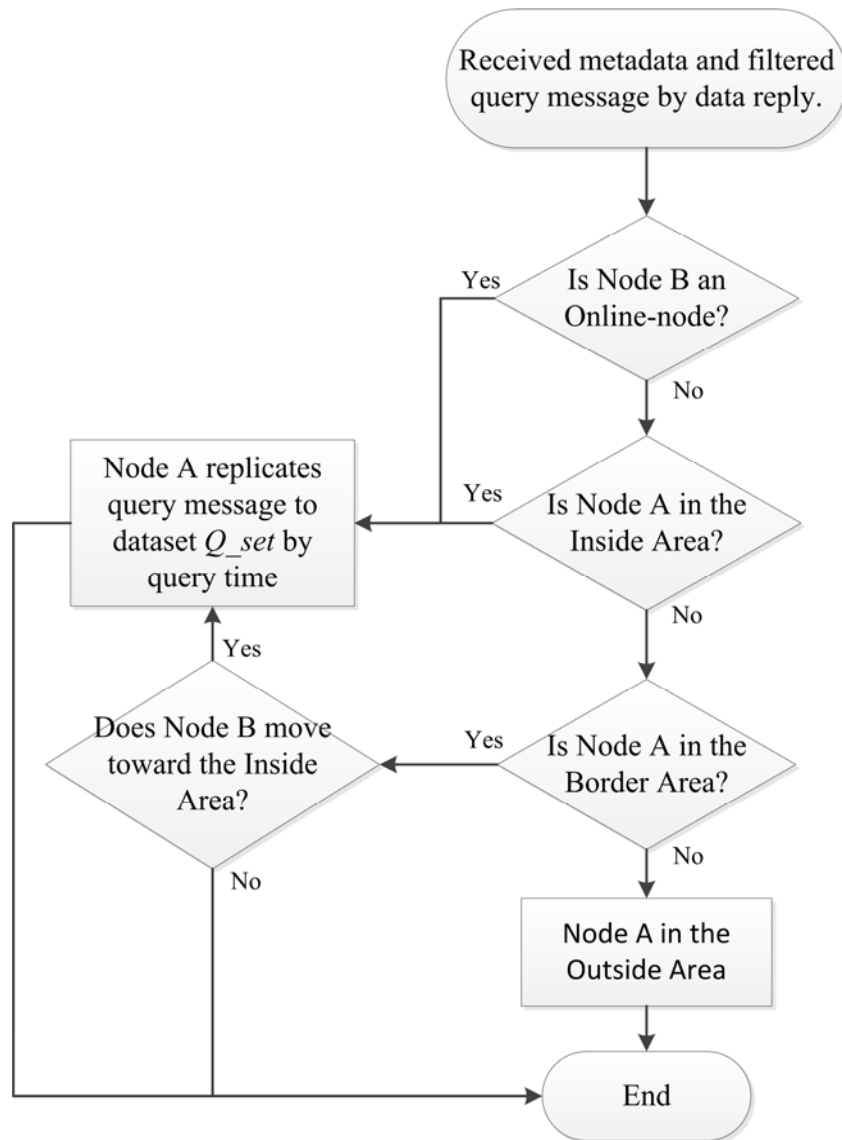 Received metadata and filtered
query message by data reply.
Yes
Is Node B an
Online-node?
No
Node A replicates
query message to
dataset Q_set by
query time
Yes
Is Node A in the
Inside Area?
No
Yes
Does Node B move
toward the Inside
Area?
Yes
Is Node A in the
Border Area?
No
No
Node A in the
Outside Area
End